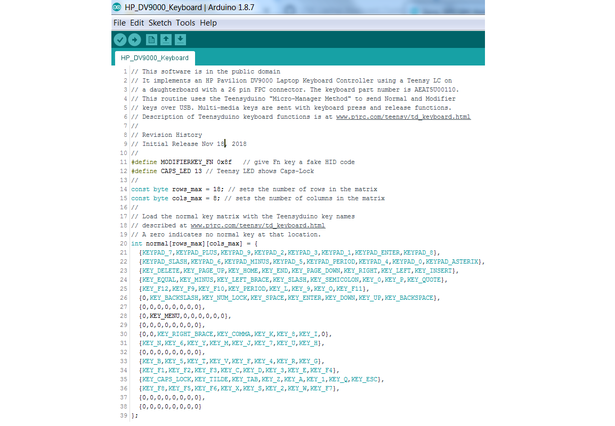 HP_DV9000_Keyboard | Arduino 1.8.7
File Edit Sketch Tools Help
HP_DV9000_Keyboard
1 // This software is in the public domain
2 // It implements an HP Pavilion DV9000 Laptop Keyboard Controller using a Teensy LC on
3 // a daughterboard with a 26 pin FPC connector. The keyboard part number is AEAT5U00110.
4 // This routine uses the Teensyduino "Micro-Manager Method" to send Normal and Modifier
5 // keys over USB. Multi-media keys are sent with keyboard press and release functions.
6 // Description of Teensyduino keyboard functions is at www.pjrc.com/teensy/td_keyboard.html
7 //
8 // Revision History
9 // Initial Release Nov 18, 2018
10 //
11 #define MODIFIERKEY_FN 0x8f // give Fn key a fake HID code
12 #define CAPS_LED 13 // Teensy LED shows Caps-Lock
13 //
14 const byte rows_max = 18; // sets the number of rows in the matrix
15 const byte cols_max = 8; // sets the number of columns in the matrix
16 //
17 // Load the normal key matrix with the Teensyduino key names
18 // described at www.pjrc.com/teensy/td_keyboard.html
19 // A zero indicates no normal key at that location.
20 int normal[rows_max][cols_max] = {
21 {KEYPAD_7,KEYPAD_PLUS,KEYPAD_9,KEYPAD_2,KEYPAD_3,KEYPAD_1,KEYPAD_ENTER,KEYPAD_8},
22 {KEYPAD_SLASH,KEYPAD_6,KEYPAD_MINUS,KEYPAD_5,KEYPAD_PERIOD,KEYPAD_4,KEYPAD_0,KEYPAD_ASTERIX},
23 {KEY_DELETE,KEY_PAGE_UP,KEY_HOME,KEY_END,KEY_PAGE_DOWN,KEY_RIGHT,KEY_LEFT,KEY_INSERT},
24 {KEY_EQUAL,KEY_MINUS,KEY_LEFT_BRACE,KEY_SLASH,KEY_SEMICOLON,KEY_0,KEY_P,KEY_QUOTE},
25 {KEY_F12,KEY_F9,KEY_F10,KEY_PERIOD,KEY_L,KEY_9,KEY_O,KEY_F11},
26 {0,KEY_BACKSLASH,KEY_NUM_LOCK,KEY_SPACE,KEY_ENTER,KEY_DOWN,KEY_UP,KEY_BACKSPACE},
27 {0,0,0,0,0,0,0,0},
28 {0,KEY_MENU,0,0,0,0,0,0},
29 {0,0,0,0,0,0,0,0},
30 {0,0,KEY_RIGHT_BRACE,KEY_COMMA,KEY_K,KEY_8,KEY_I,0},
31 {KEY_N,KEY_6,KEY_Y,KEY_M,KEY_J,KEY_7,KEY_U,KEY_H},
32 {0,0,0,0,0,0,0,0},
33 {KEY_B,KEY_5,KEY_T,KEY_V,KEY_F,KEY_4,KEY_R,KEY_G},
34 {KEY_F1,KEY_F2,KEY_F3,KEY_C,KEY_D,KEY_3,KEY_E,KEY_F4},
35 {KEY_CAPS_LOCK,KEY_TILDE,KEY_TAB,KEY_Z,KEY_A,KEY_1,KEY_Q,KEY_ESC},
36 {KEY_F8,KEY_F5,KEY_F6,KEY_X,KEY_S,KEY_2,KEY_W,KEY_F7},
37 {0,0,0,0,0,0,0,0},
38 {0,0,0,0,0,0,0,0}
39 };